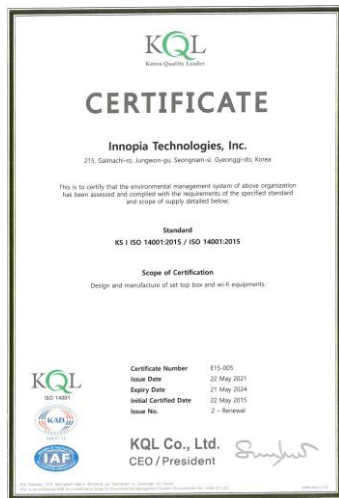 KQL
Korea Quality Leader
CERTIFICATE
Innopia Technologies, Inc.
215, Galmachi-ro, Jungwon-gu, Seongnam-si, Gyeonggi-do, Korea
This is to certify that the environmental management system of above organization
has been assessed and complied with the requirements of the specified standard
and scope of supply detailed below.
Standard
KS I ISO 14001:2015 / ISO 14001:2015
Scope of Certification
Design and manufacture of set top box and wi-fi equipments
Certificate Number E15-005
Issue Date 22 May 2021
Expiry Date 21 May 2024
Initial Certified Date 22 May 2015
Issue No. 2 – Renewal
KQL
ISO 14001
KAB
IAF
KQL Co., Ltd.
CEO / President